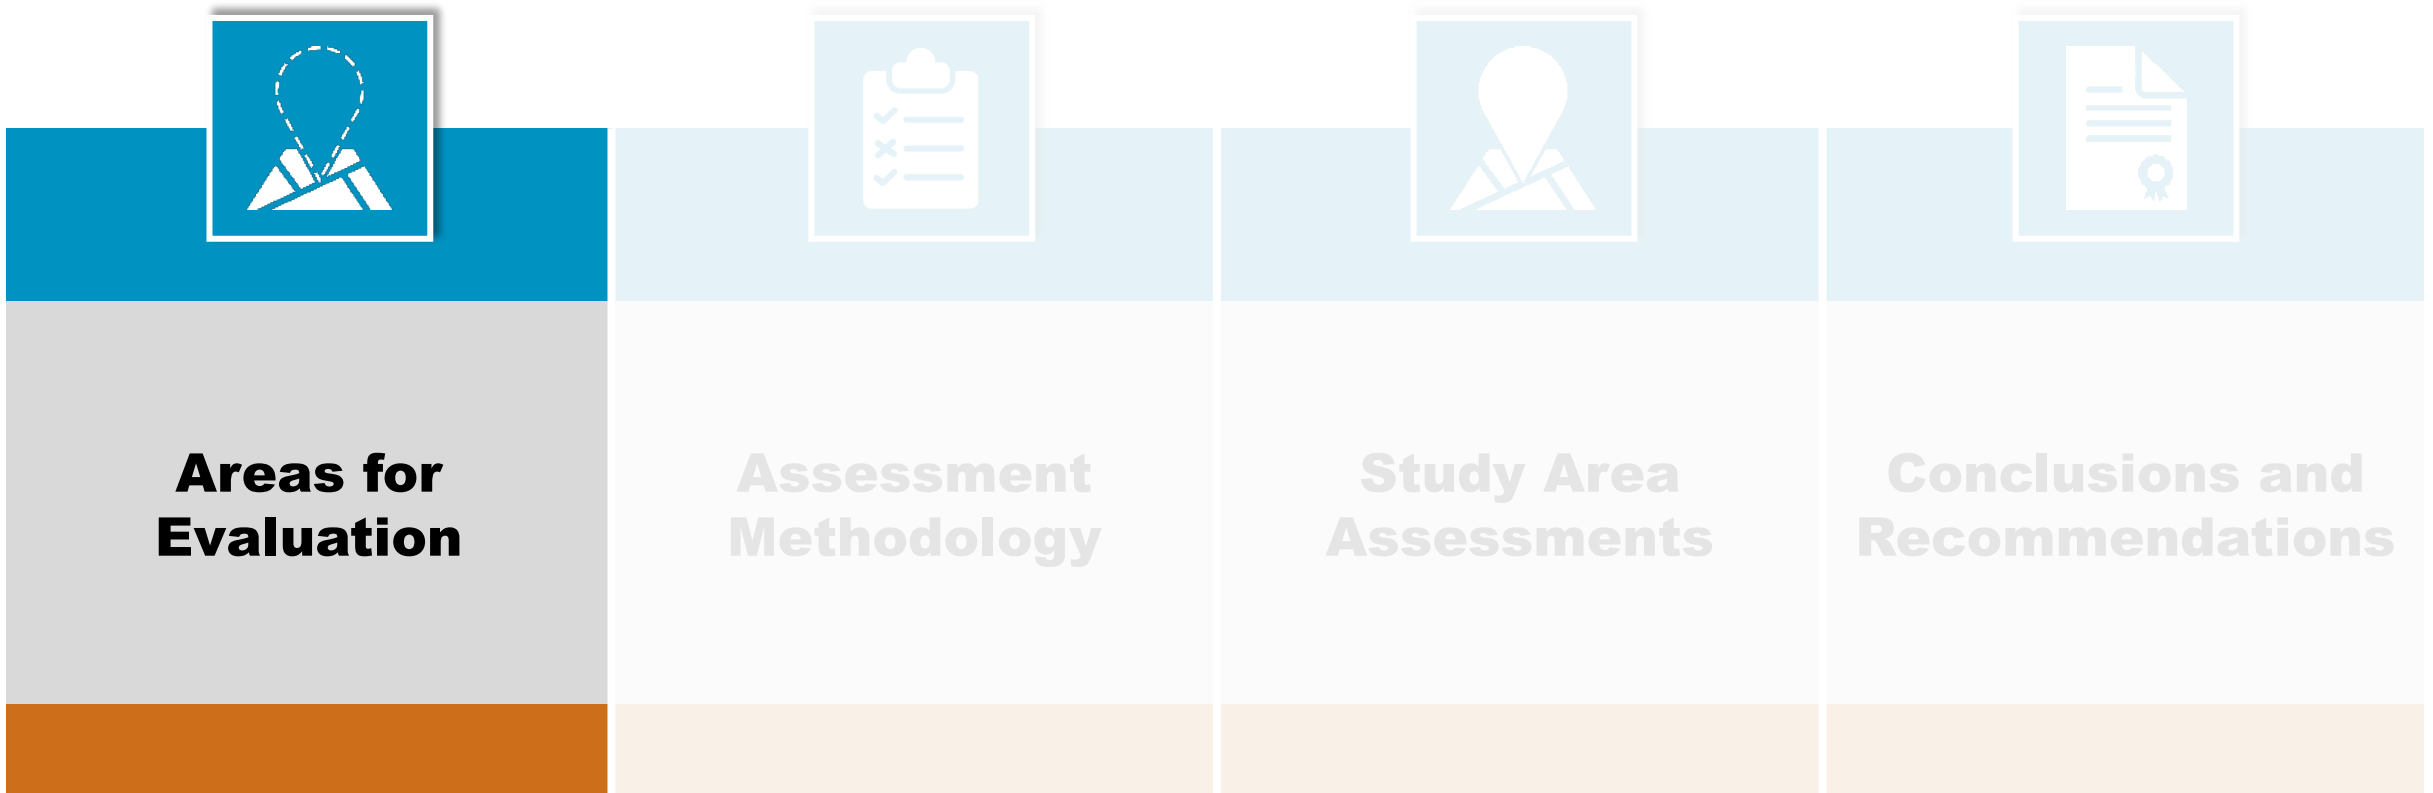 Areas for
Evaluation
Assessment
Methodology
Study Area
Assessments
Conclusions and
Recommendations